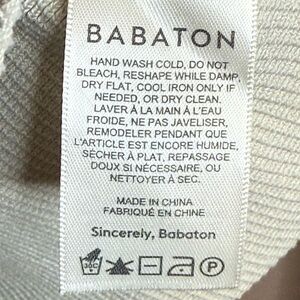 BABATON
HAND WASH COLD, DO NOT
BLEACH, RESHAPE WHILE DAMP,
DRY FLAT, COOL IRON ONLY IF
NEEDED, OR DRY CLEAN.
LAVER À LA MAIN À L'EAU
FROIDE, NE PAS JAVELISER,
REMODELER PENDANT QUE
L'ARTICLE EST ENCORE HUMIDE,
SÉCHER À PLAT, REPASSAGE
DOUX SI NÉCESSAIRE, OU
NETTOYER À SEC.
MADE IN CHINA
FABRIQUÉ EN CHINE
Sincerely, Babaton
30C P